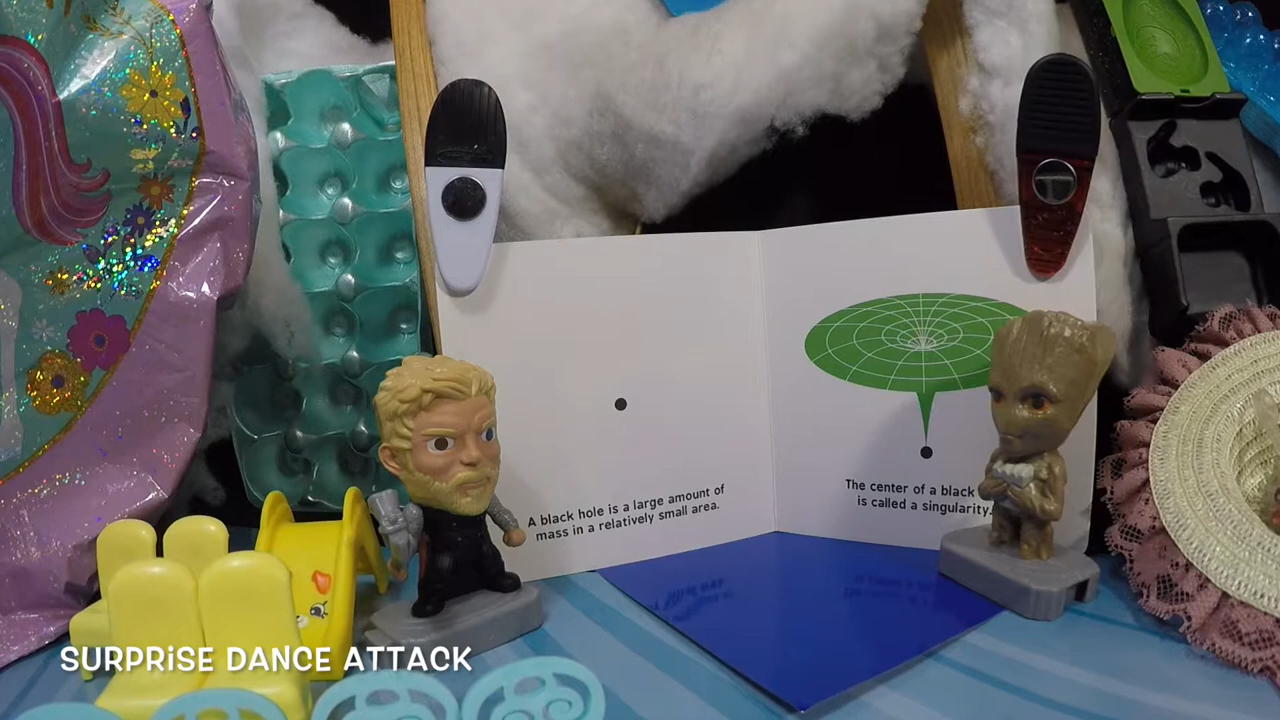 A black hole is a large amount of
mass in a relatively small area.
The center of a black
is called a singularity.
SURPRISE DANCE ATTACK